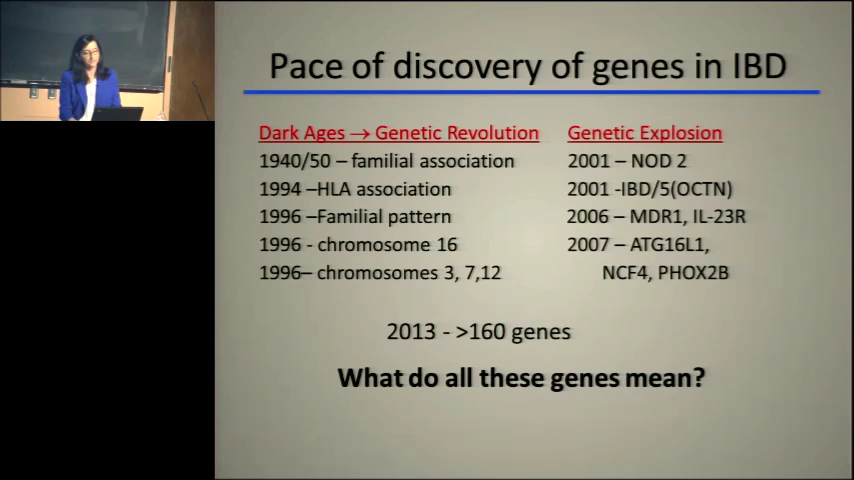 Pace of discovery of genes in IBD
Dark Ages → Genetic Revolution
1940/50 – familial association
1994 –HLA association
1996 –Familial pattern
1996 - chromosome 16
1996– chromosomes 3, 7,12
Genetic Explosion
2001 – NOD 2
2001 -IBD/5(OCTN)
2006 – MDR1, IL-23R
2007 – ATG16L1,
NCF4, PHOX2B
2013 - >160 genes
What do all these genes mean?